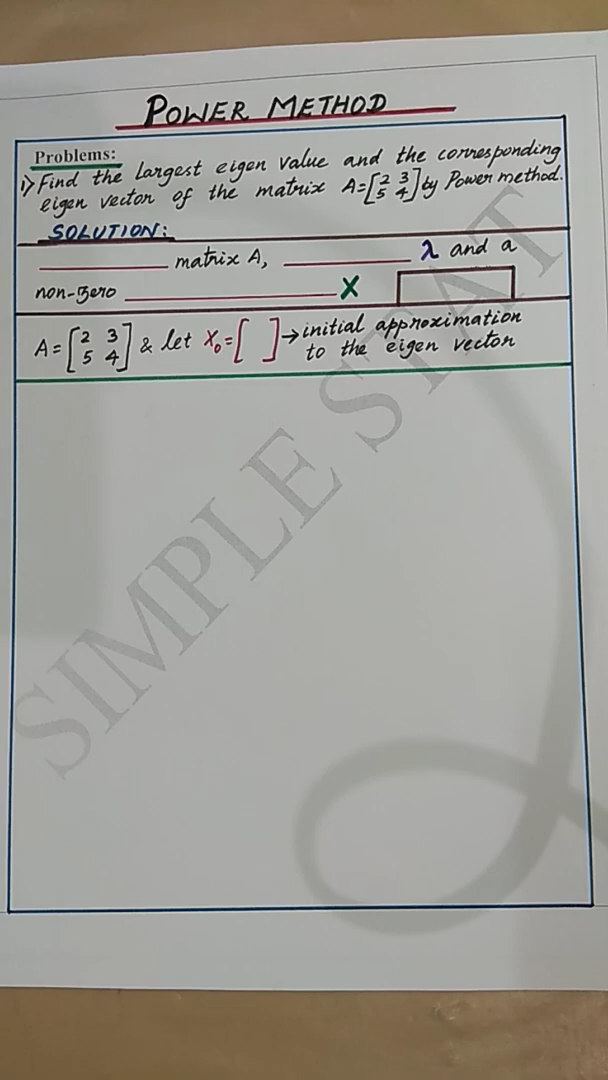 POWER METHOD
Problems:
1) Find the largest eigen value and the corresponding
eigen vector of the matrix A=[2 3 5 4] by Power method.
SOLUTION:
matrix A, λ and a
non-zero X
A=[2 3 5 4] & let X₀=[ ]→initial approximation
to the eigen vector
SIMPLE STAT